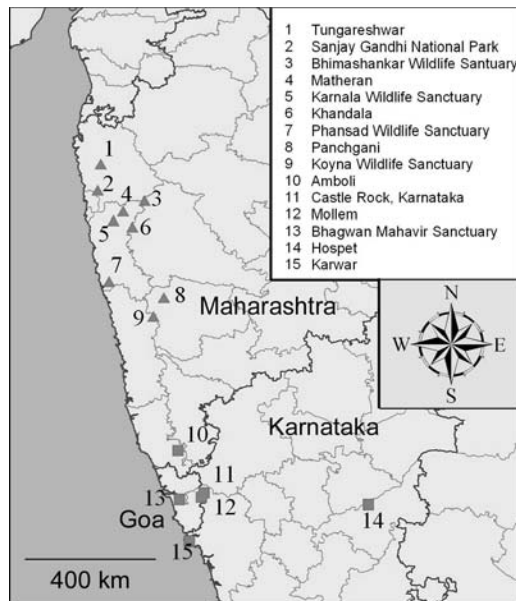 1 Tungareshwar
2 Sanjay Gandhi National Park
3 Bhimashankar Wildlife Santuary
4 Matheran
5 Karnala Wildlife Sanctuary
6 Khandala
7 Phansad Wildlife Sanctuary
8 Panchgani
9 Koyna Wildlife Sanctuary
10 Amboli
11 Castle Rock, Karnataka
12 Mollem
13 Bhagwan Mahavir Sanctuary
14 Hospet
15 Karwar
1
2
3
4
5
6
7
8
9
Maharashtra
N
W E
S
Karnataka
10
11
12
13
Goa
14
15
400 km